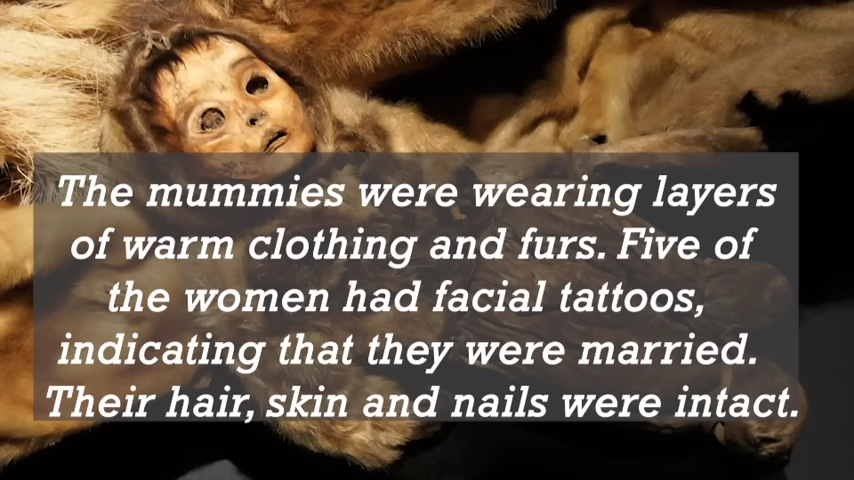 The mummies were wearing layers
of warm clothing and furs. Five of
the women had facial tattoos,
indicating that they were married.
Their hair, skin and nails were intact.